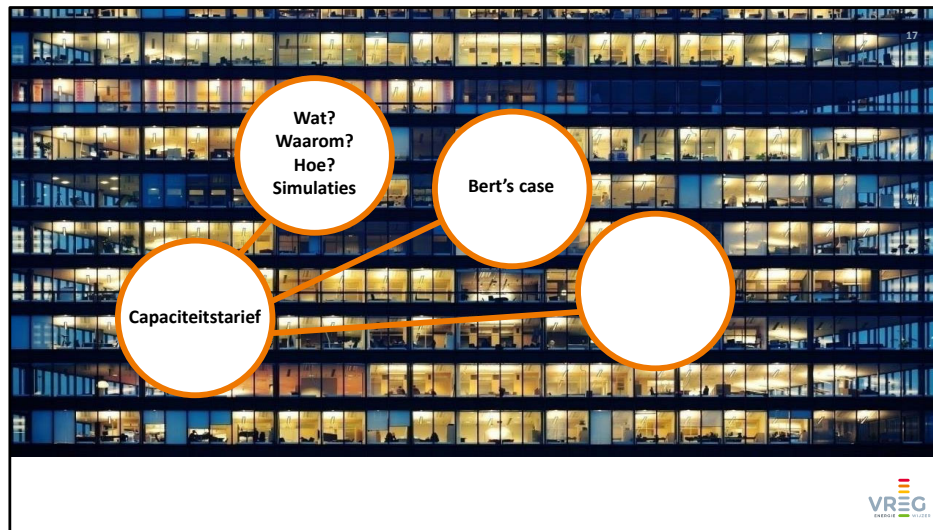 17
Wat?
Waarom?
Hoe?
Simulaties
Bert’s case
Capaciteitstarief
VREG
ENERGIE WIJZER